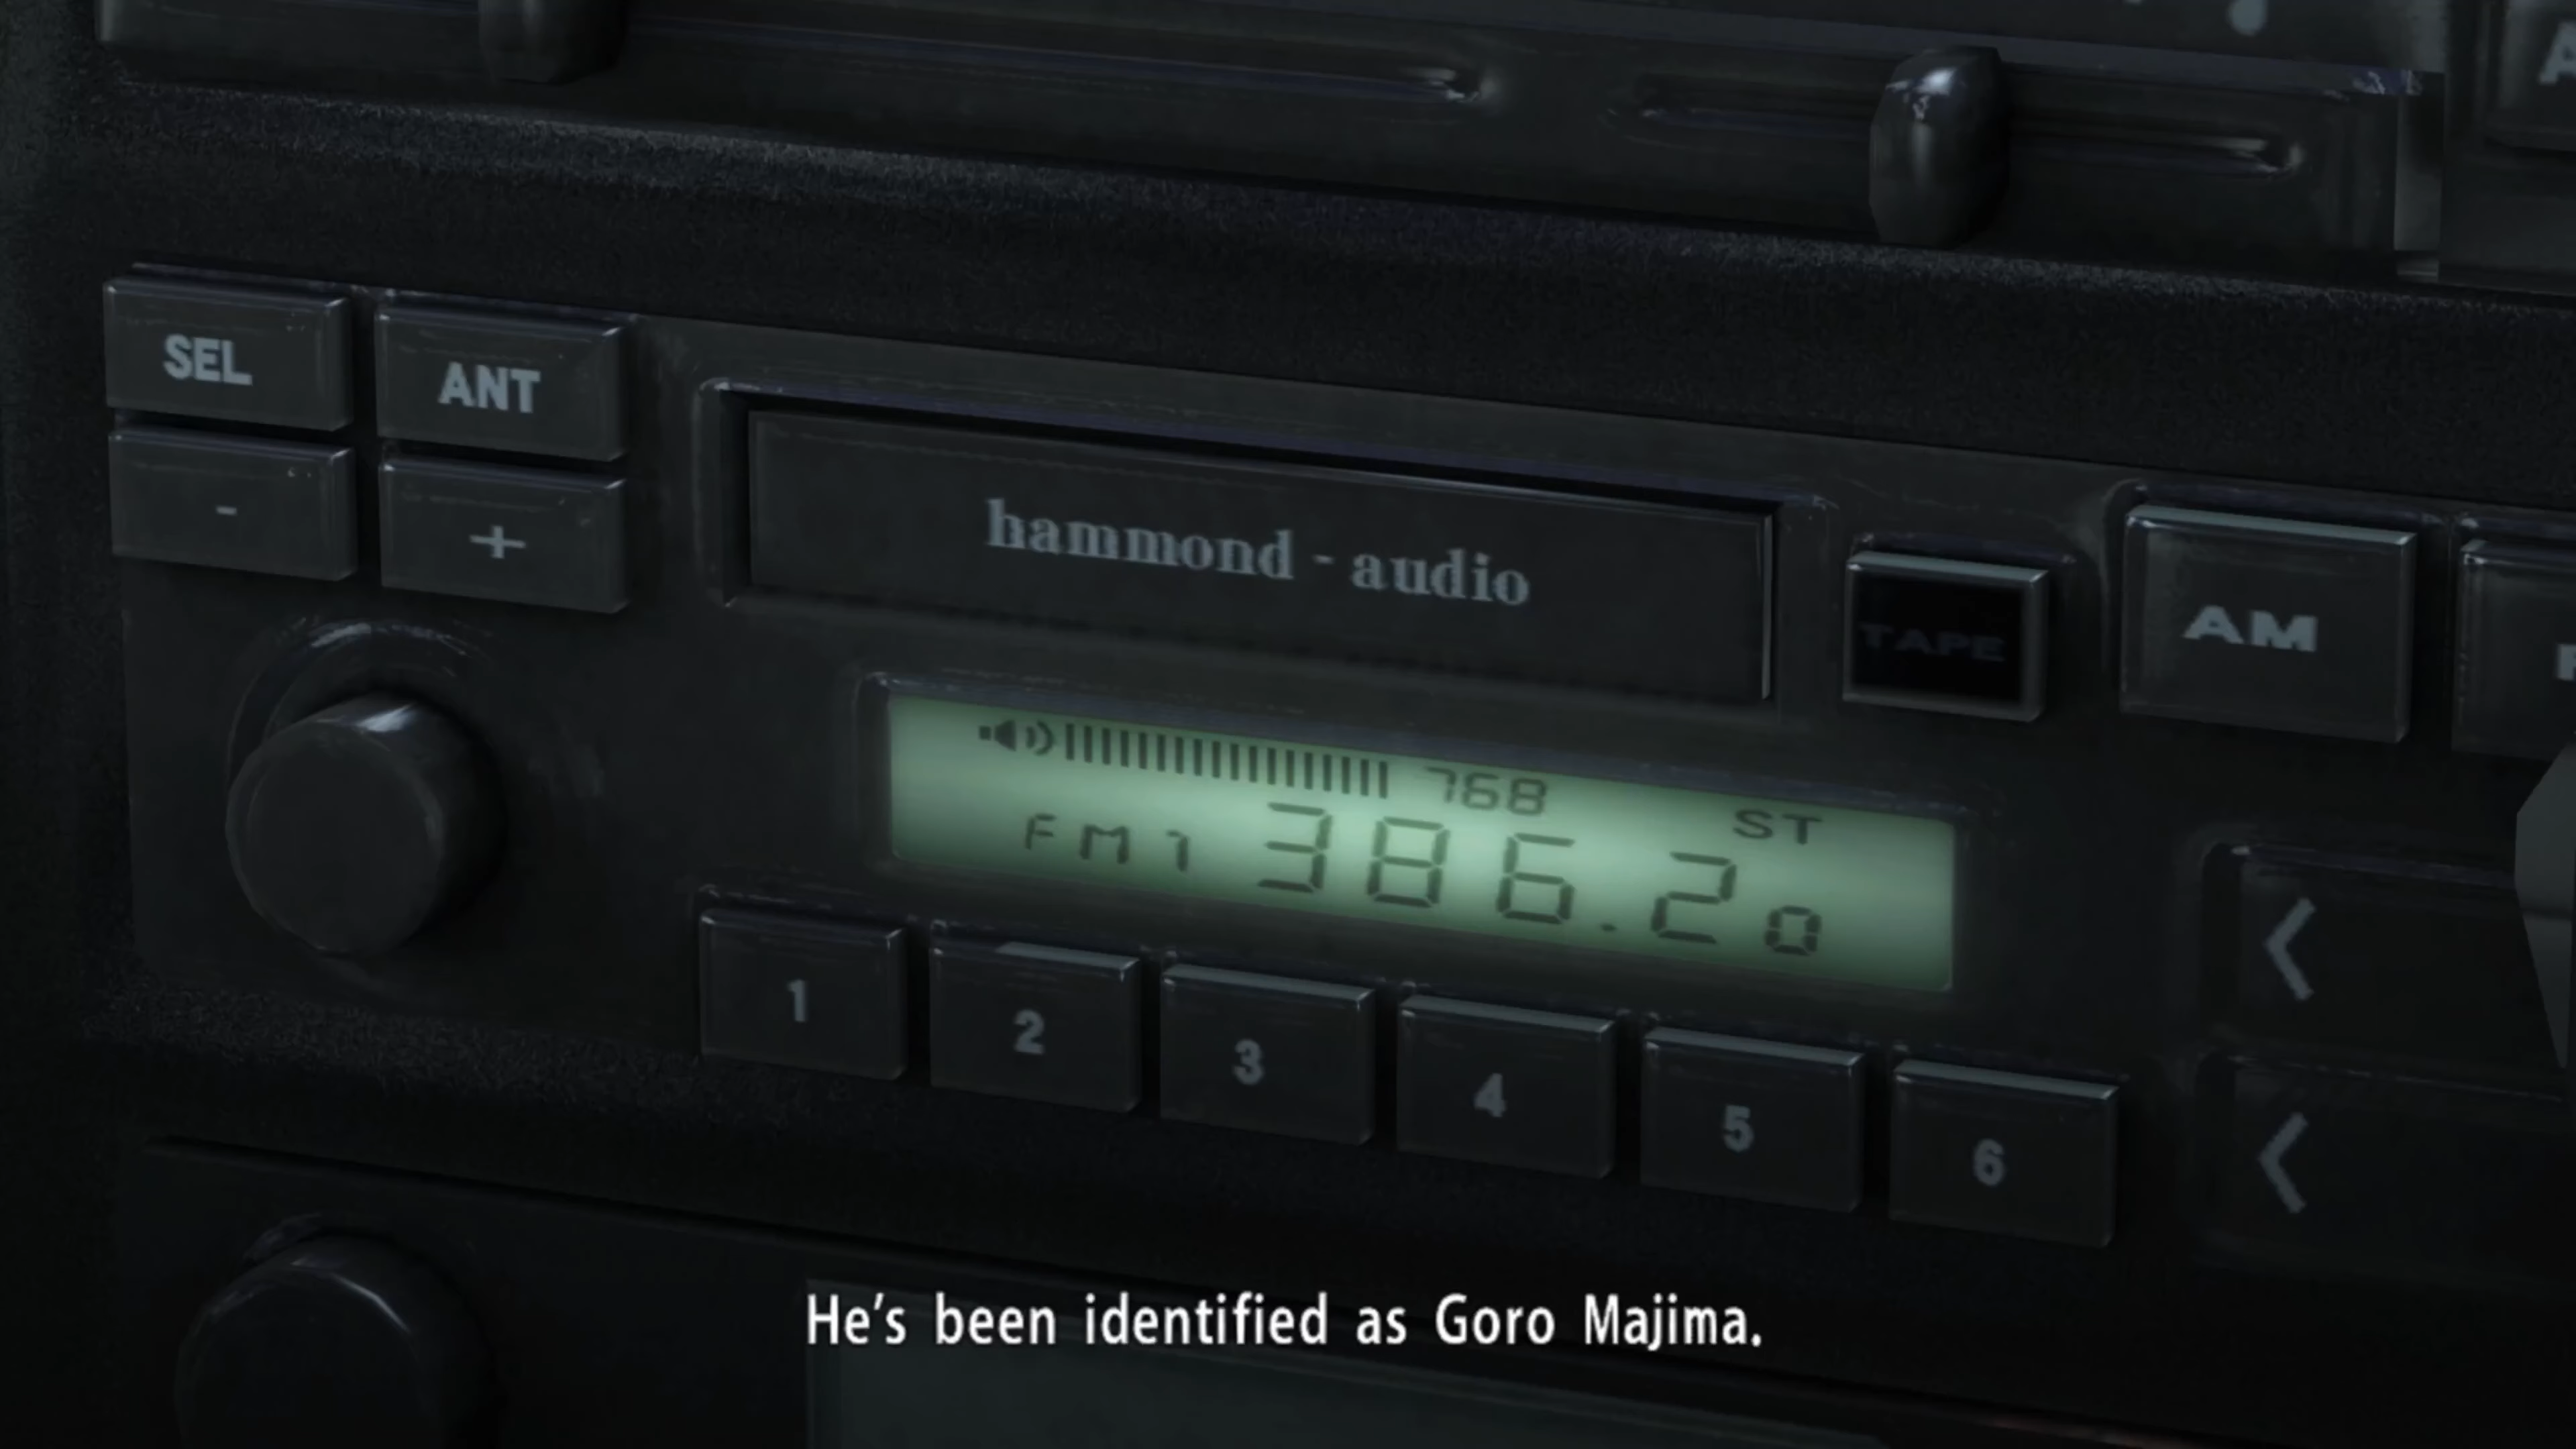 SEL
ANT
-
+
hammond - audio
TAPE
AM
768
ST
FM1 386.20
1
2
3
4
5
6
He's been identified as Goro Majima.